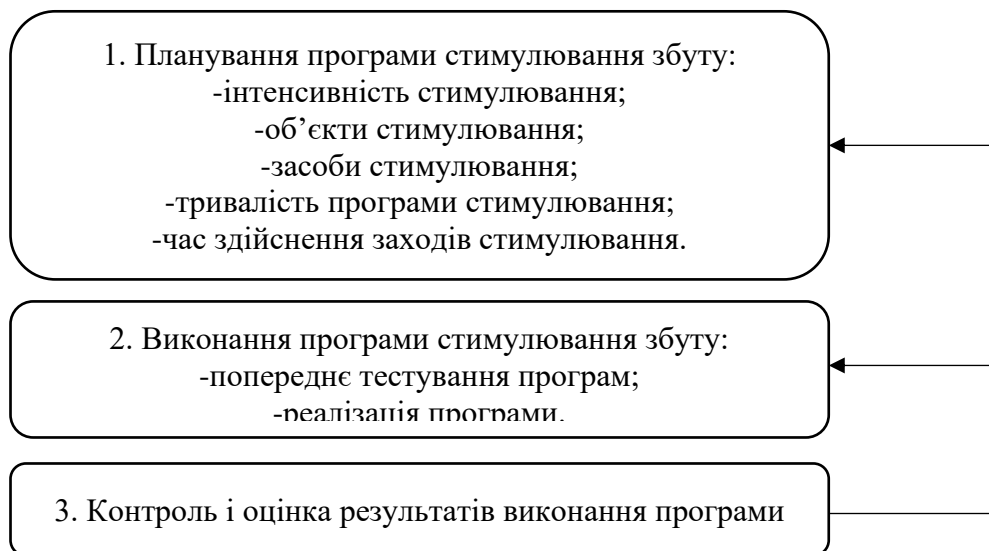 1. Планування програми стимулювання збуту:
-інтенсивність стимулювання;
-об’єкти стимулювання;
-засоби стимулювання;
-тривалість програми стимулювання;
-час здійснення заходів стимулювання.
2. Виконання програми стимулювання збуту:
-попереднє тестування програм;
-реалізація програми.
3. Контроль і оцінка результатів виконання програми